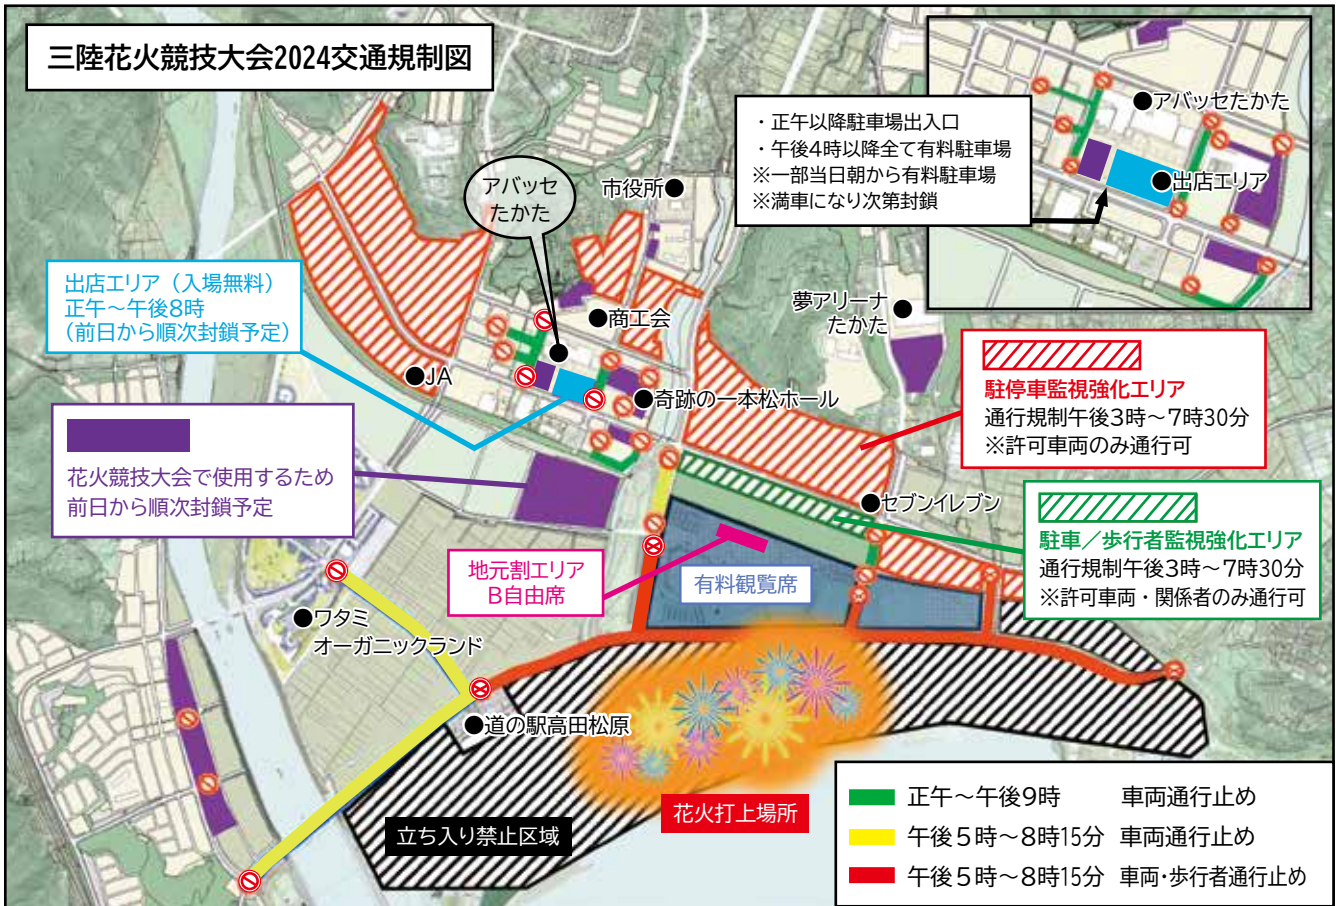 三陸花火競技大会2024交通規制図
・正午以降駐車場出入口
・午後4時以降全て有料駐車場
※一部当日朝から有料駐車場
※満車になり次第封鎖
●アバッセたかた
●出店エリア
アバッセ
たかた
市役所●
出店エリア（入場無料）
正午～午後8時
（前日から順次封鎖予定）
●商工会
夢アリーナ
たかた
●JA
●奇跡の一本松ホール
駐停車監視強化エリア
通行規制午後3時～7時30分
※許可車両のみ通行可
花火競技大会で使用するため
前日から順次封鎖予定
●セブンイレブン
駐車／歩行者監視強化エリア
通行規制午後3時～7時30分
※許可車両・関係者のみ通行可
地元割エリア
B自由席
有料観覧席
●ワタミ
オーガニックランド
●道の駅高田松原
花火打上場所
立ち入り禁止区域
正午～午後9時　車両通行止め
午後5時～8時15分　車両通行止め
午後5時～8時15分　車両・歩行者通行止め